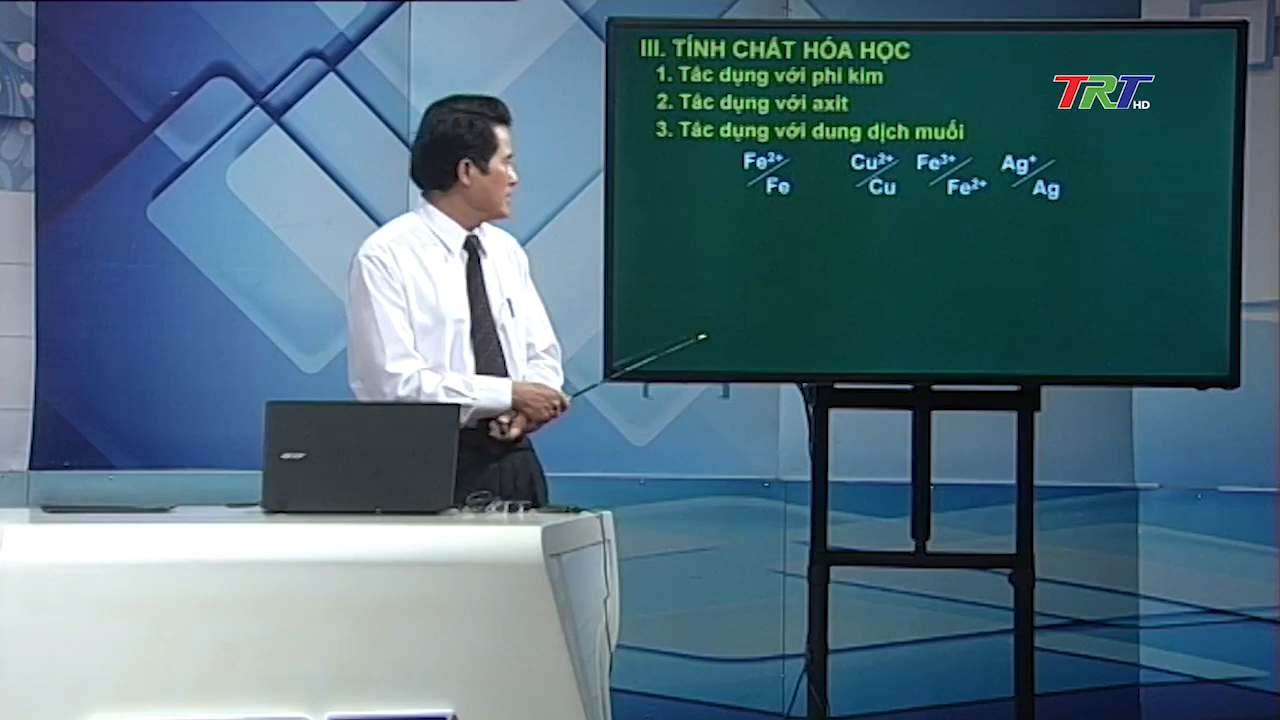 III. TÍNH CHẤT HÓA HỌC
1. Tác dụng với phi kim
2. Tác dụng với axit
3. Tác dụng với dung dịch muối
Fe²⁺/Fe Cu²⁺/Cu Fe³⁺/Fe²⁺ Ag⁺/Ag
TRT HD
acer